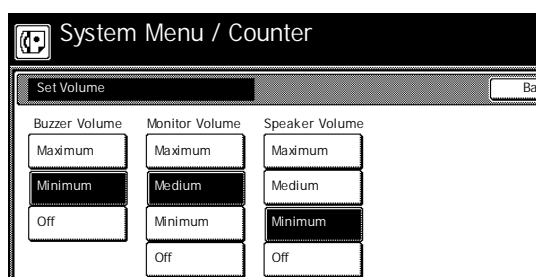 System Menu / Counter
Set Volume
Ba
Buzzer Volume Monitor Volume Speaker Volume
Maximum Maximum Maximum
Minimum Medium Medium
Off Minimum Minimum
Off Off